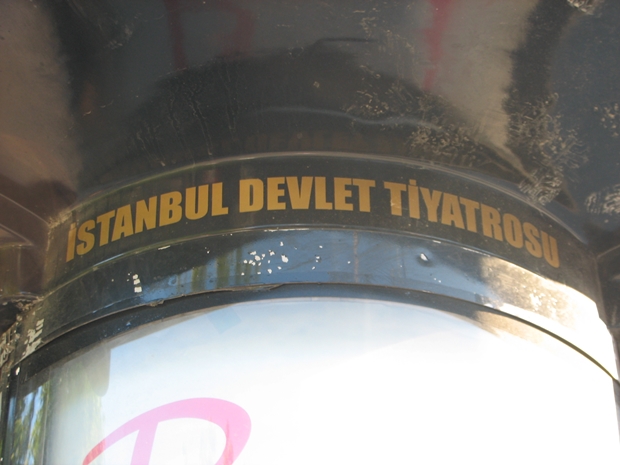 İSTANBUL DEVLET TİYATROSU